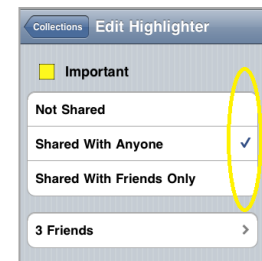 Collections Edit Highlighter
Important
Not Shared
Shared With Anyone
Shared With Friends Only
3 Friends